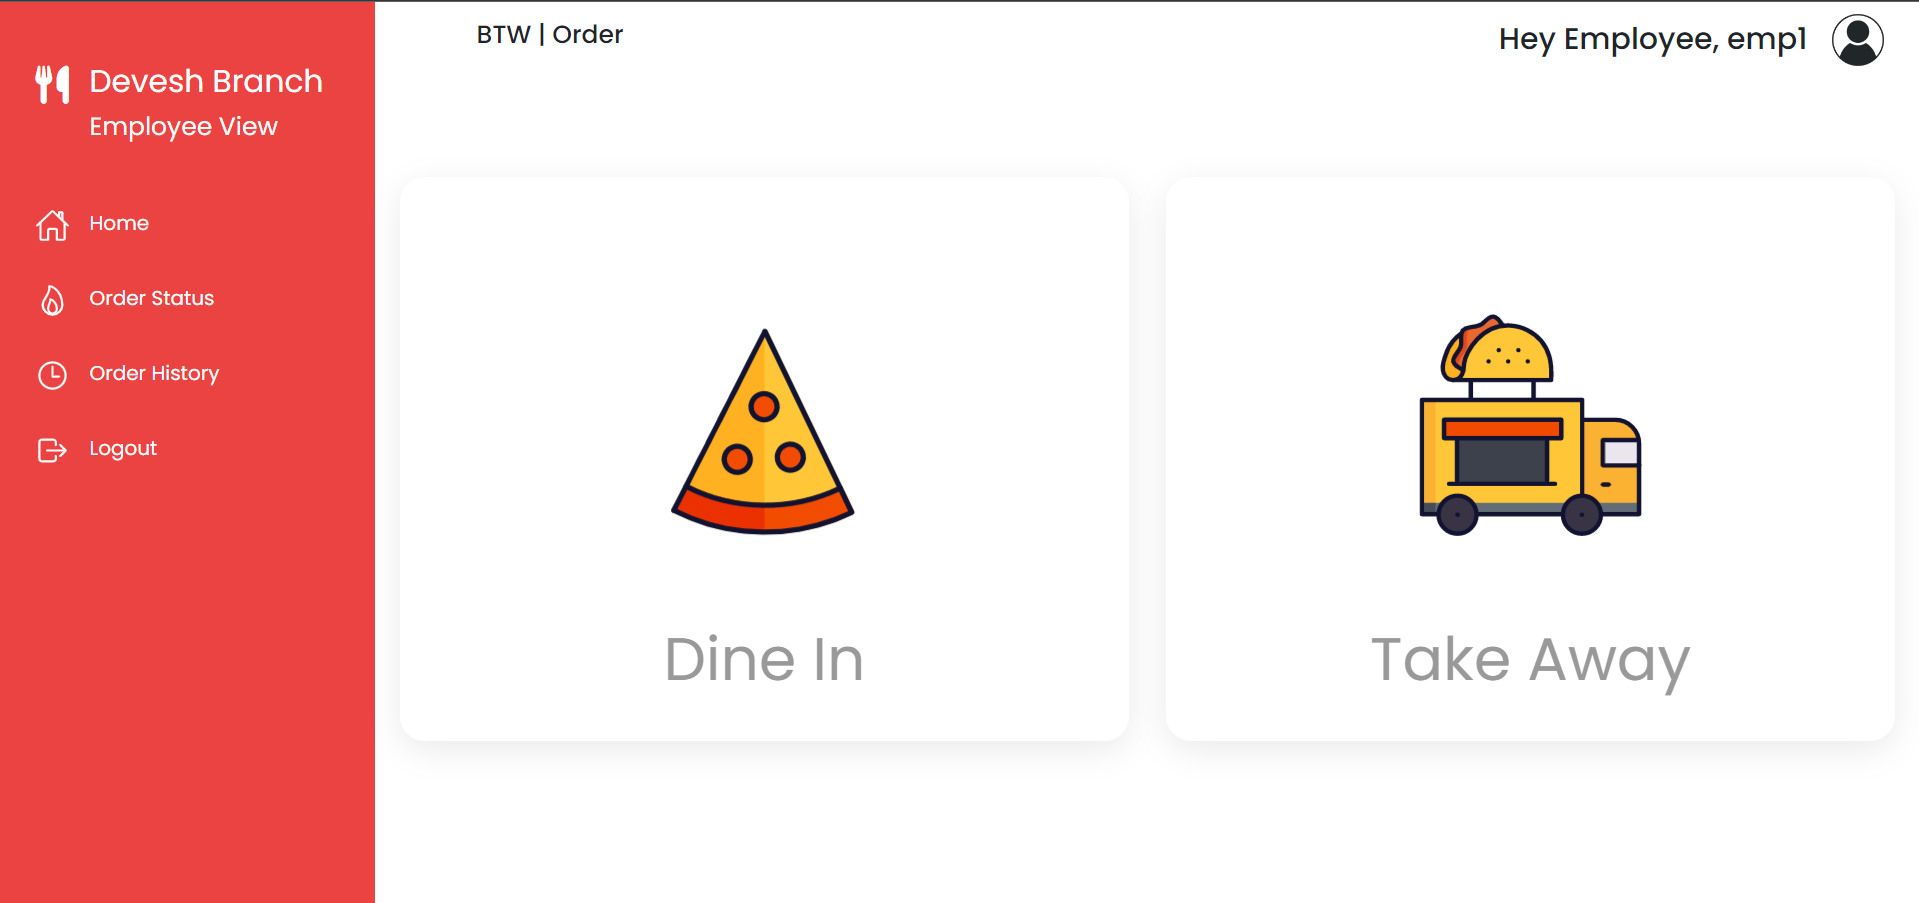 Devesh Branch
Employee View
Home
Order Status
Order History
Logout
BTW | Order
Hey Employee, emp1
Dine In
Take Away